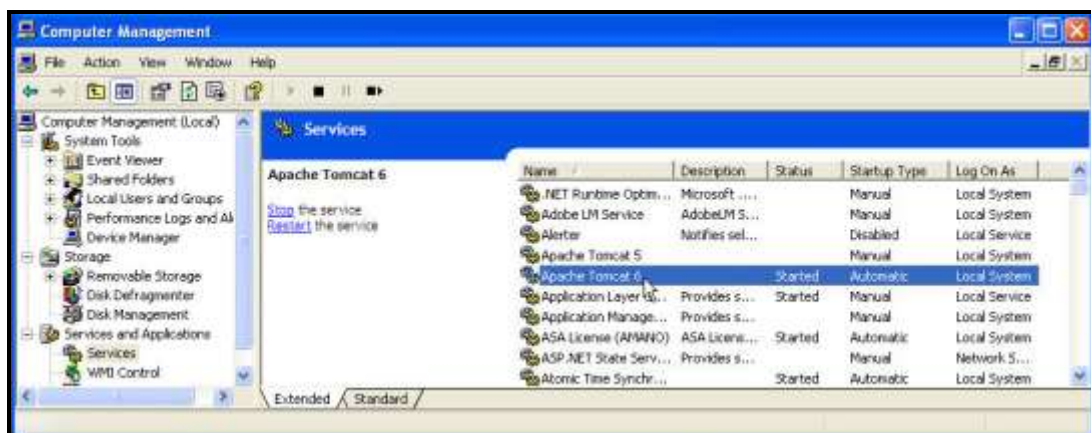 Computer Management
File Action View Window Help
Computer Management (Local)
System Tools
Event Viewer
Shared Folders
Local Users and Groups
Performance Logs and Al
Device Manager
Storage
Removable Storage
Disk Defragmenter
Disk Management
Services and Applications
Services
WMI Control
Services
Apache Tomcat 6
Stop the service
Restart the service
Name Description Status Startup Type Log On As
.NET Runtime Optim... Microsoft .... Manual Local System
Adobe LM Service AdobeLM S... Manual Local System
Alerter Notifies sel... Disabled Local Service
Apache Tomcat 5 Manual Local System
Apache Tomcat 6 Started Automatic Local System
Application Layer Provides s... Started Manual Local Service
Application Manage... Provides s... Manual Local System
ASA License (AMANO) ASA Licens... Started Automatic Local System
ASP.NET State Serv... Provides s... Manual Network S...
Atomic Time Synchr... Started Automatic Local System
Extended Standard